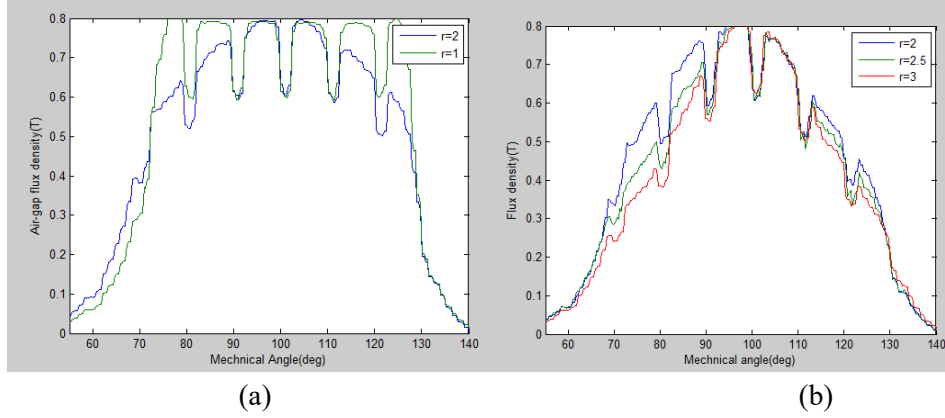 0.8
0.7
0.6
0.5
0.4
0.3
0.2
0.1
0
60 70 80 90 100 110 120 130 140
Air-gap flux density(T)
Mechnical Angle(deg)
r=2
r=1
(a)
0.8
0.7
0.6
0.5
0.4
0.3
0.2
0.1
0
60 70 80 90 100 110 120 130 140
Flux density(T)
Mechnical angle(deg)
r=2
r=2.5
r=3
(b)